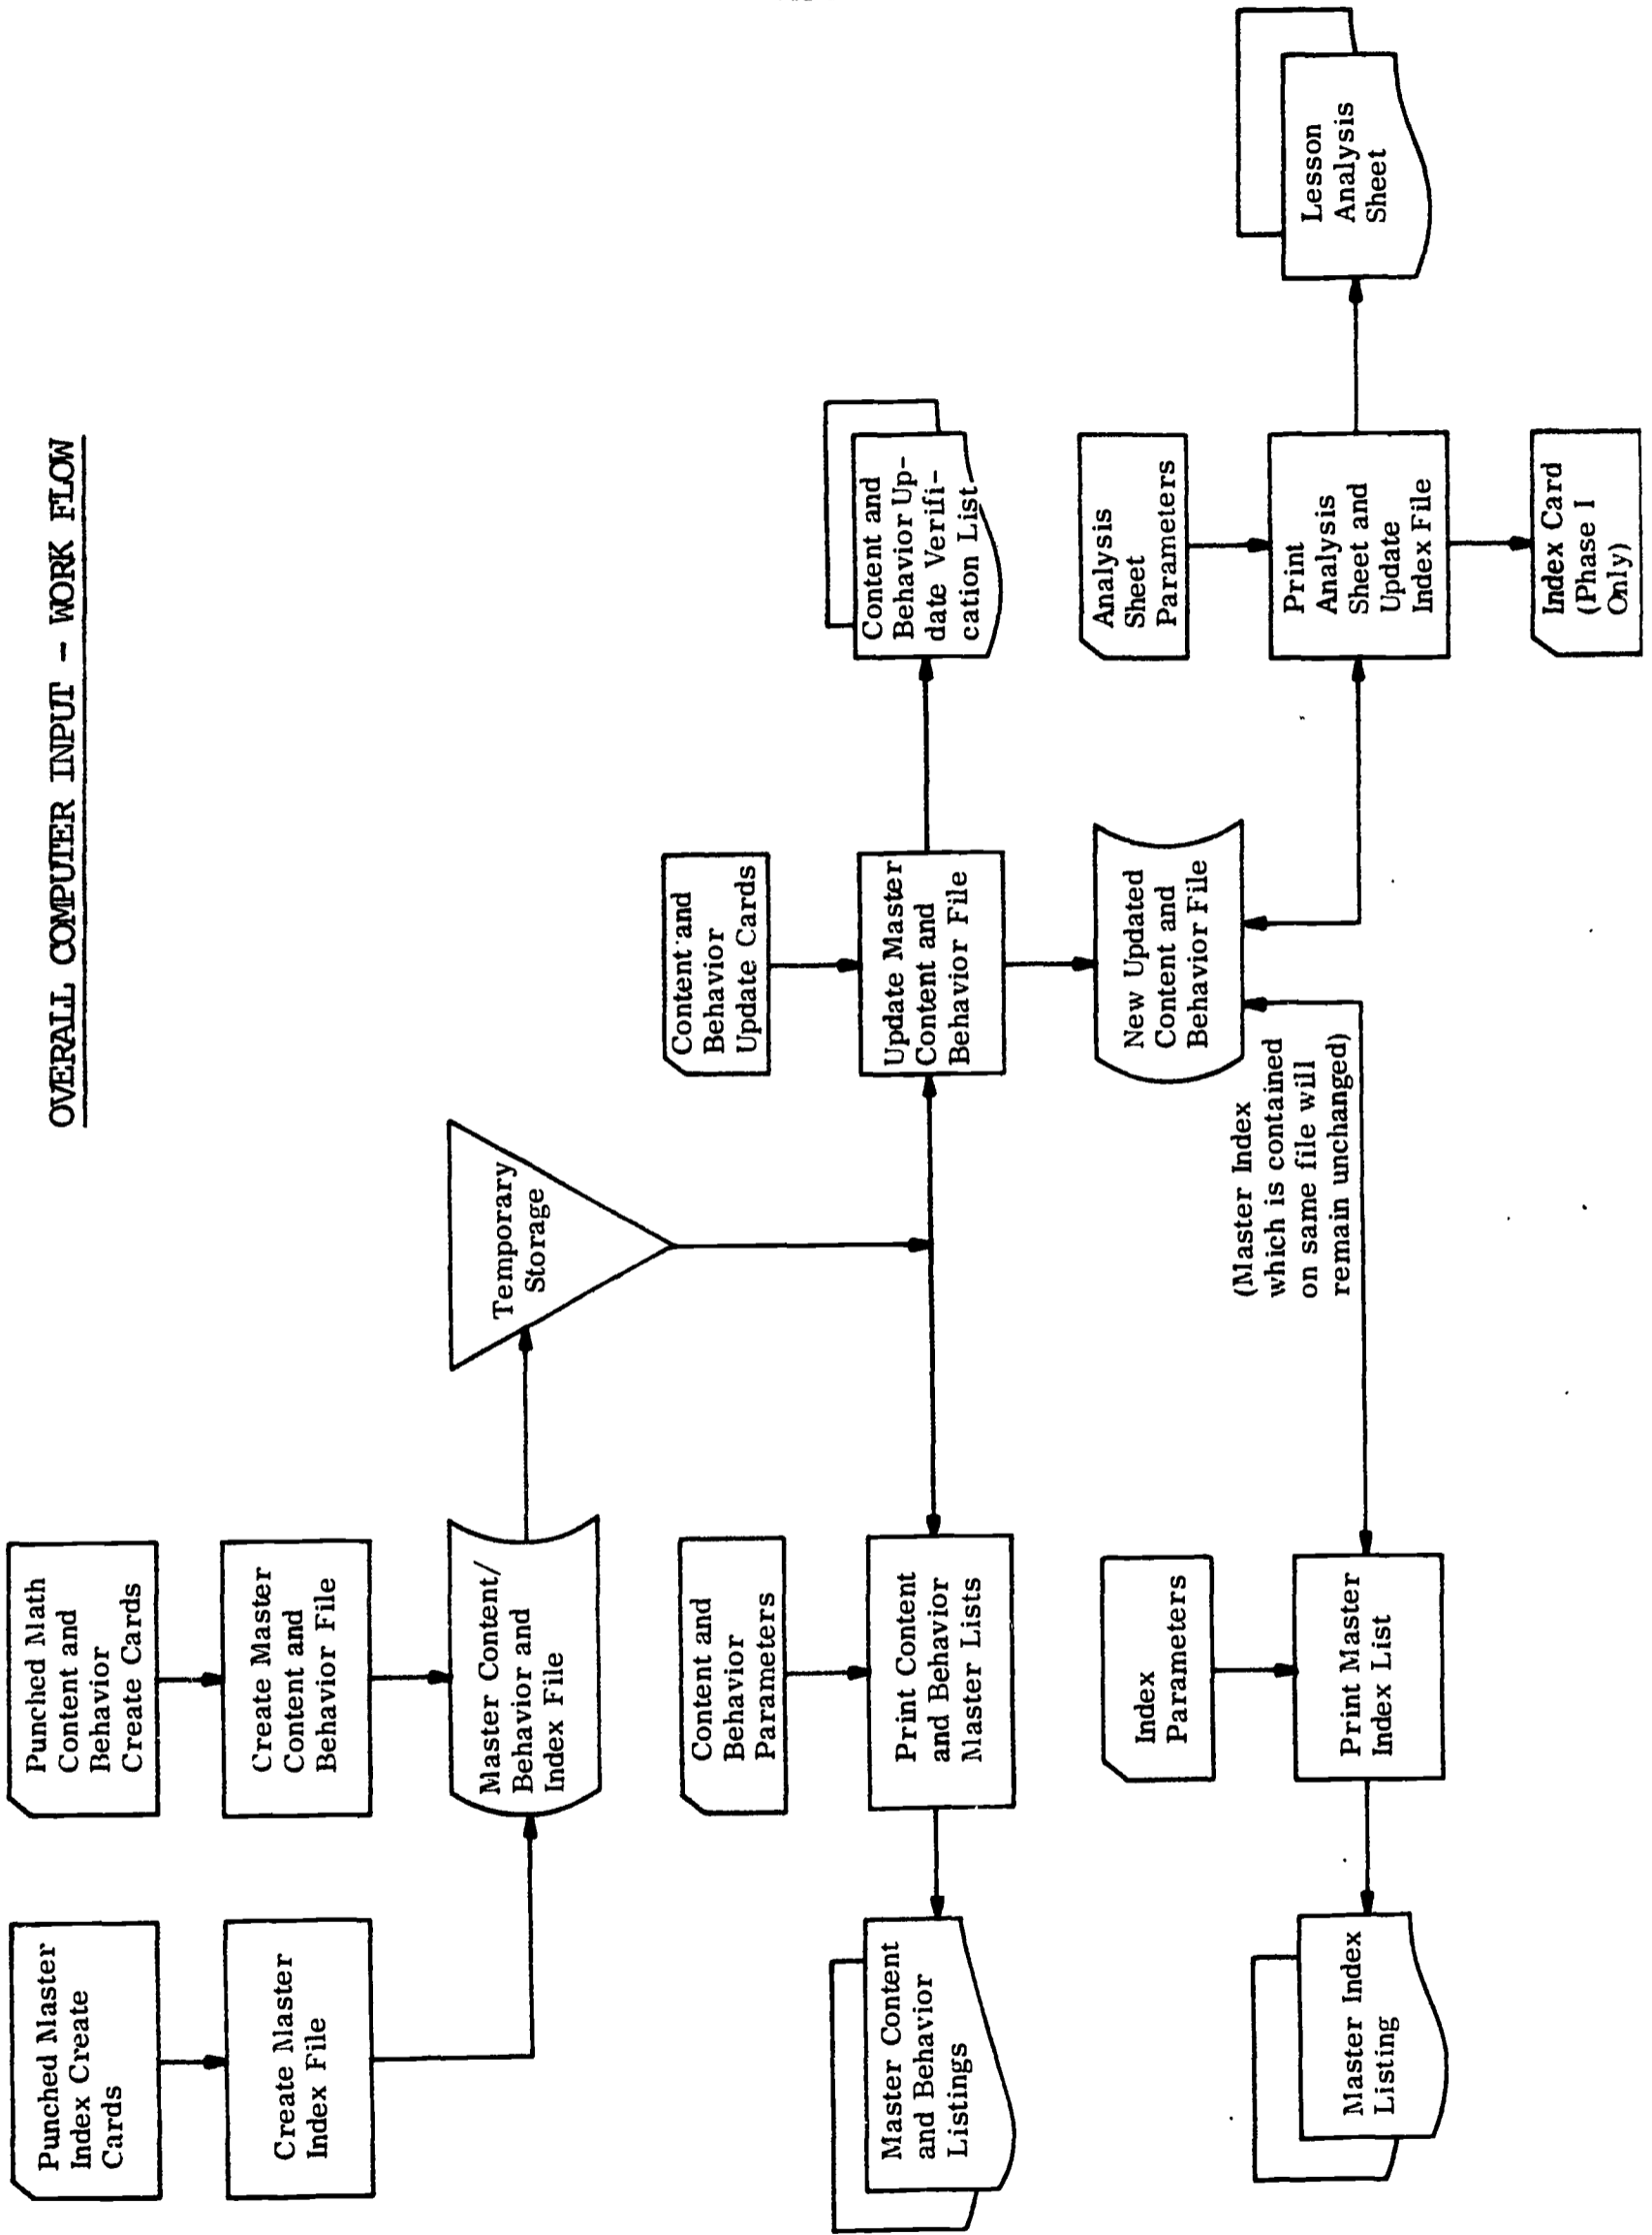 OVERALL COMPUTER INPUT - WORK FLOW
Punched Master
Index Create
Cards
Punched Math
Content and
Behavior
Create Cards
Create Master
Index File
Create Master
Content and
Behavior File
Master Content/
Behavior and
Index File
Temporary
Storage
Content and
Behavior
Parameters
Content and
Behavior
Update Cards
Master Content
and Behavior
Listings
Print Content
and Behavior
Master Lists
Update Master
Content and
Behavior File
Content and
Behavior Up-
date Verifi-
cation List
New Updated
Content and
Behavior File
Analysis
Sheet
Parameters
(Master Index
which is contained
on same file will
remain unchanged)
Index
Parameters
Master Index
Listing
Print Master
Index List
Print
Analysis
Sheet and
Update
Index File
Lesson
Analysis
Sheet
Index Card
(Phase I
Only)